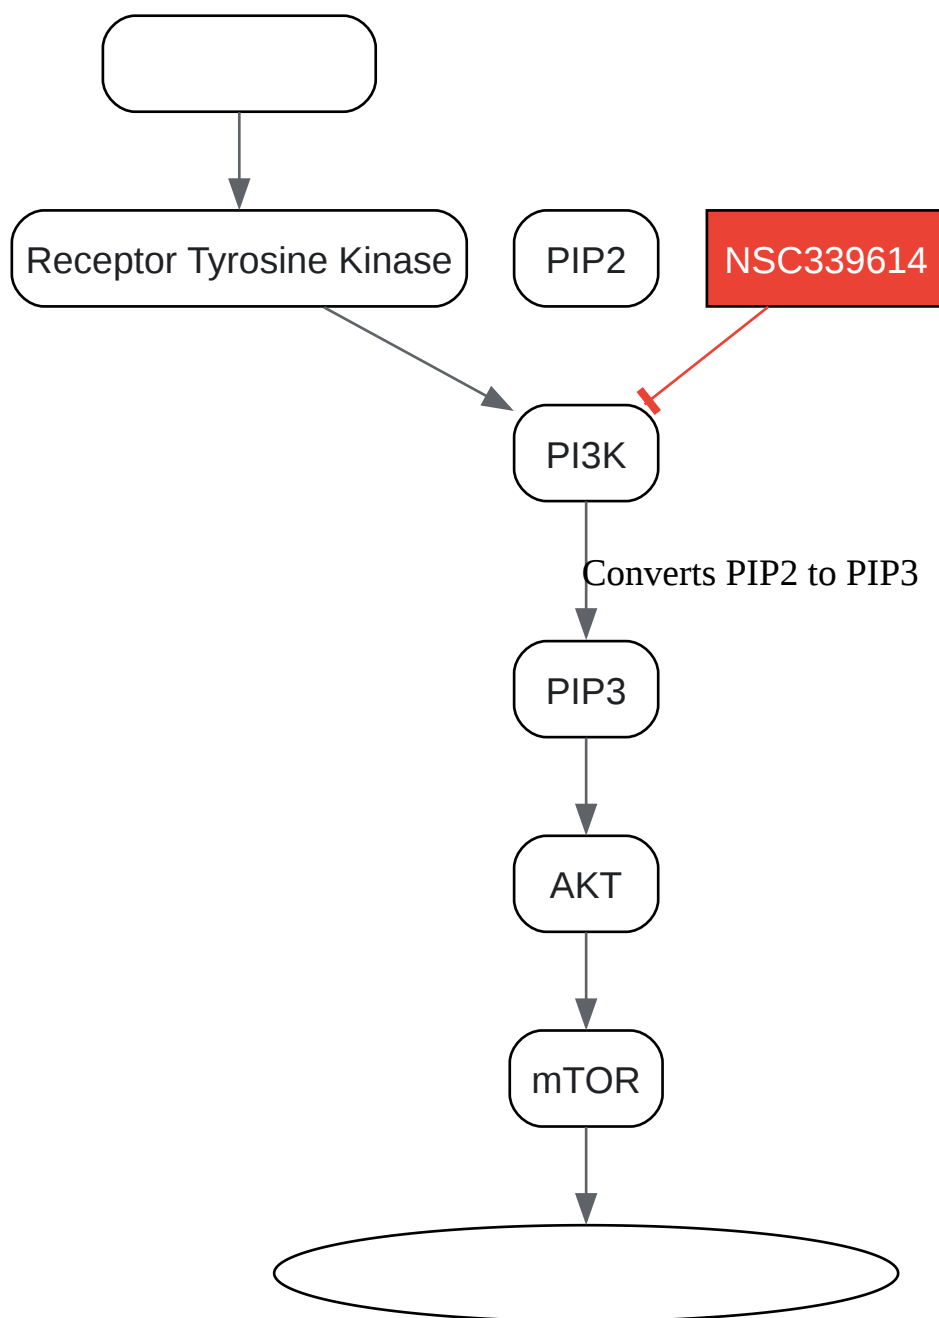 Receptor Tyrosine Kinase
PIP2
NSC339614
PI3K
Converts PIP2 to PIP3
PIP3
AKT
mTOR